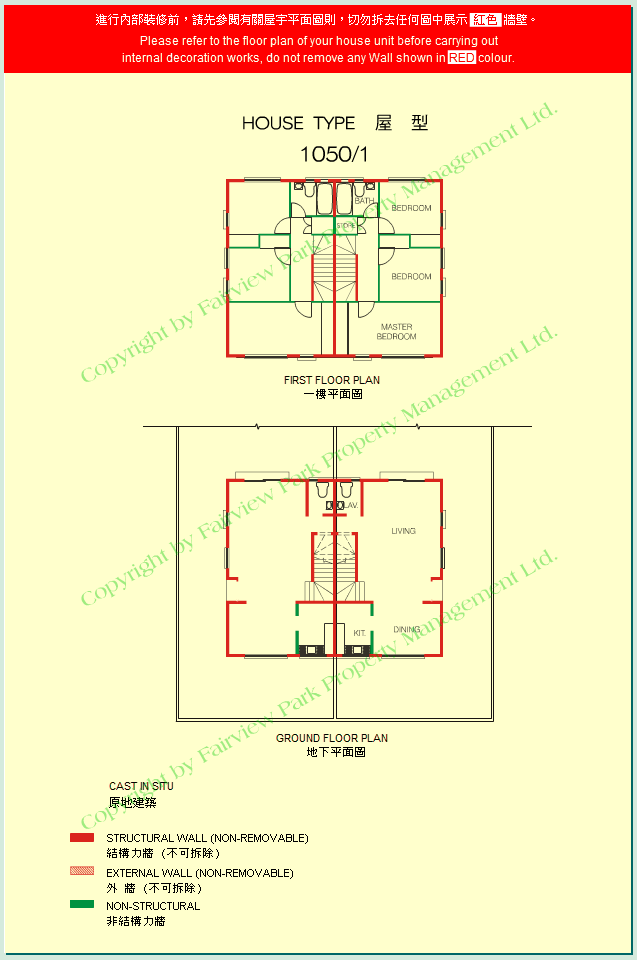 進行內部裝修前，請先參閱有關屋宇平面圖則，切勿拆去任何圖中展示 紅色 牆壁。
Please refer to the floor plan of your house unit before carrying out
internal decoration works, do not remove any Wall shown in RED colour.
HOUSE TYPE 屋 型
1050/1
BATH
BEDROOM
STORE
BEDROOM
MASTER
BEDROOM
Copyright by Fairview Park Property Management Ltd.
FIRST FLOOR PLAN
一樓平面圖
LAV.
LIVING
Copyright by Fairview Park Property Management Ltd.
KIT.
DINING
GROUND FLOOR PLAN
地下平面圖
Copyright by Fairview Park Property Management Ltd.
CAST IN SITU
原地建築
STRUCTURAL WALL (NON-REMOVABLE)
結構力牆 (不可拆除)
EXTERNAL WALL (NON-REMOVABLE)
外 牆 (不可拆除)
NON-STRUCTURAL
非結構力牆